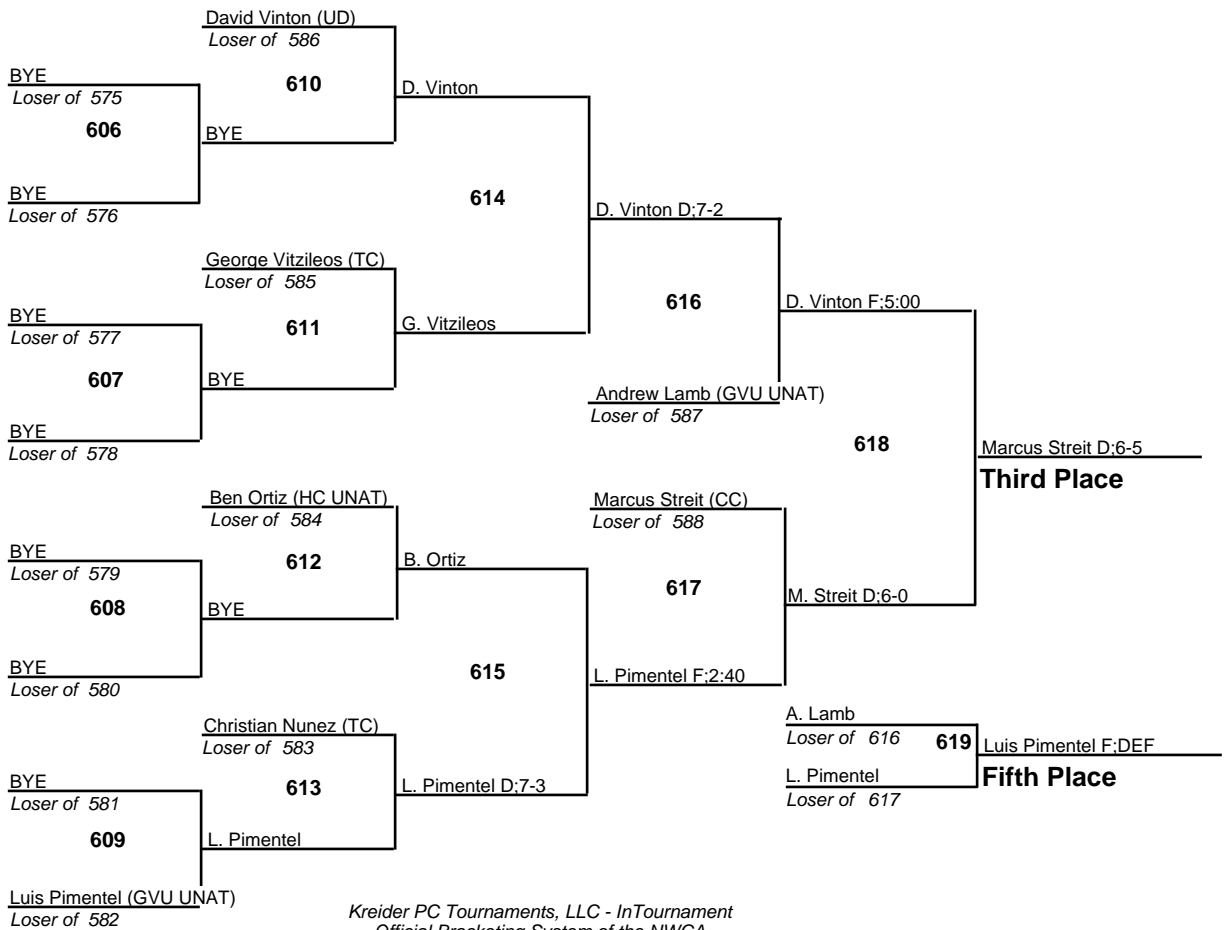 David Vinton (UD)
Loser of 586
BYE
Loser of 575
610
D. Vinton
606
BYE
BYE
Loser of 576
614
D. Vinton D;7-2
George Vitzileos (TC)
Loser of 585
616
D. Vinton F;5:00
BYE
Loser of 577
611
G. Vitzileos
607
BYE
Andrew Lamb (GVU UNAT)
Loser of 587
BYE
Loser of 578
618
Marcus Streit D;6-5
Third Place
Ben Ortiz (HC UNAT)
Loser of 584
Marcus Streit (CC)
Loser of 588
BYE
Loser of 579
612
B. Ortiz
608
BYE
617
M. Streit D;6-0
BYE
Loser of 580
615
L. Pimentel F;2:40
Christian Nunez (TC)
Loser of 583
A. Lamb
Loser of 616
619
Luis Pimentel F;DEF
Fifth Place
BYE
Loser of 581
613
L. Pimentel D;7-3
L. Pimentel
Loser of 617
609
L. Pimentel
Luis Pimentel (GVU UNAT)
Loser of 582
Kreider PC Tournaments, LLC - InTournament
Official Bracketing System of the NWCA